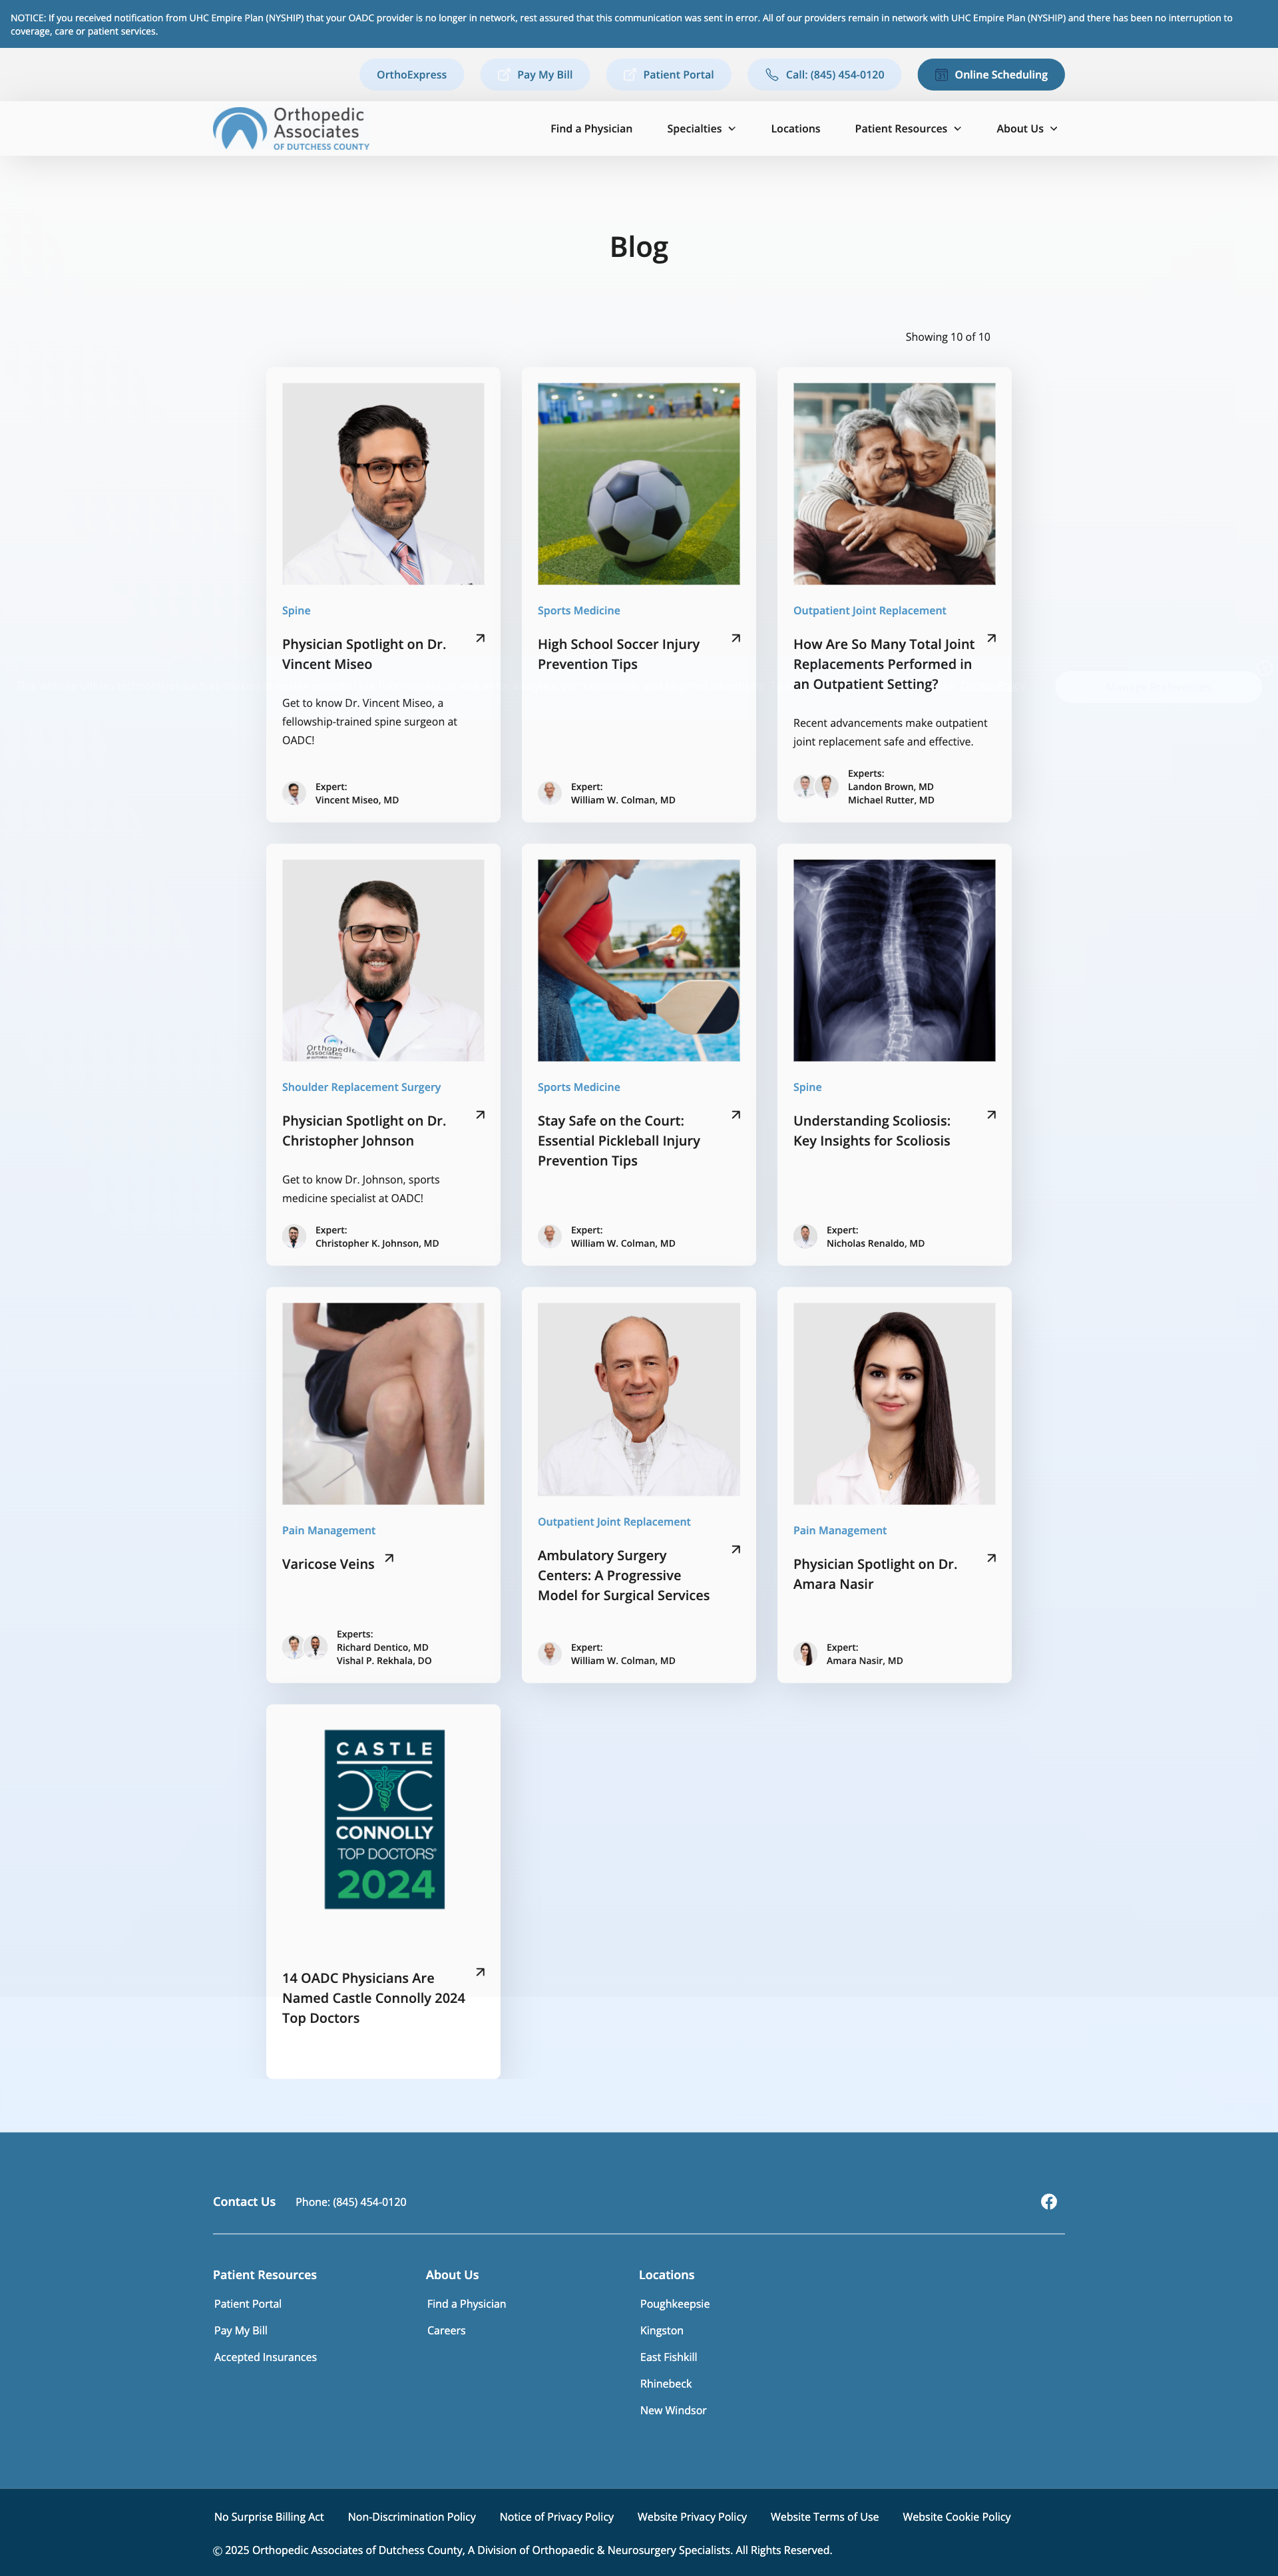 NOTICE: If you received notification from UHC Empire Plan (NYSHIP) that your OADC provider is no longer in network, rest assured that this communication was sent in error. All of our providers remain in network with UHC Empire Plan (NYSHIP) and there has been no interruption to
coverage, care or patient services.
OrthoExpress
Pay My Bill
Patient Portal
Call: (845) 454-0120
Online Scheduling
Orthopedic
Associates
OF DUTCHESS COUNTY
Find a Physician
Specialties
Locations
Patient Resources
About Us
Blog
Showing 10 of 10
Spine
Physician Spotlight on Dr.
Vincent Miseo
Get to know Dr. Vincent Miseo, a
fellowship-trained spine surgeon at
OADC!
Expert:
Vincent Miseo, MD
Sports Medicine
High School Soccer Injury
Prevention Tips
Expert:
William W. Colman, MD
Outpatient Joint Replacement
How Are So Many Total Joint
Replacements Performed in
an Outpatient Setting?
Recent advancements make outpatient
joint replacement safe and effective.
Experts:
Landon Brown, MD
Michael Rutter, MD
Orthopedic
Associates
Shoulder Replacement Surgery
Physician Spotlight on Dr.
Christopher Johnson
Get to know Dr. Johnson, sports
medicine specialist at OADC!
Expert:
Christopher K. Johnson, MD
Sports Medicine
Stay Safe on the Court:
Essential Pickleball Injury
Prevention Tips
Expert:
William W. Colman, MD
Spine
Understanding Scoliosis:
Key Insights for Scoliosis
Expert:
Nicholas Renaldo, MD
Pain Management
Varicose Veins
Experts:
Richard Dentico, MD
Vishal P. Rekhala, DO
Outpatient Joint Replacement
Ambulatory Surgery
Centers: A Progressive
Model for Surgical Services
Expert:
William W. Colman, MD
Pain Management
Physician Spotlight on Dr.
Amara Nasir
Expert:
Amara Nasir, MD
CASTLE
CONNOLLY
TOP DOCTORS®
2024
14 OADC Physicians Are
Named Castle Connolly 2024
Top Doctors
Contact Us
Phone: (845) 454-0120
Patient Resources
Patient Portal
Pay My Bill
Accepted Insurances
About Us
Find a Physician
Careers
Locations
Poughkeepsie
Kingston
East Fishkill
Rhinebeck
New Windsor
No Surprise Billing Act
Non-Discrimination Policy
Notice of Privacy Policy
Website Privacy Policy
Website Terms of Use
Website Cookie Policy
© 2025 Orthopedic Associates of Dutchess County, A Division of Orthopaedic & Neurosurgery Specialists. All Rights Reserved.